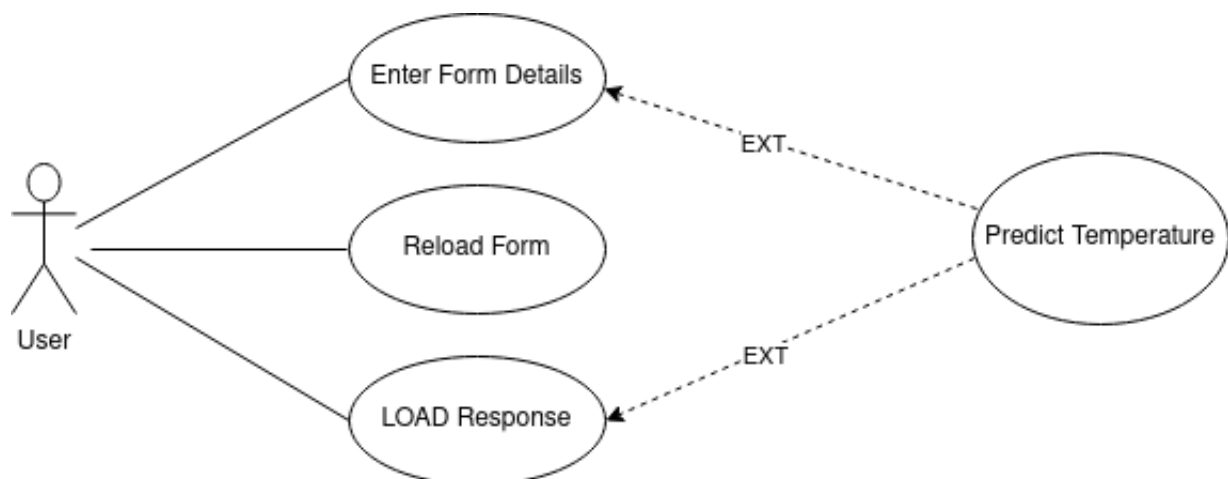 Enter Form Details
EXT
Predict Temperature
Reload Form
User
EXT
LOAD Response